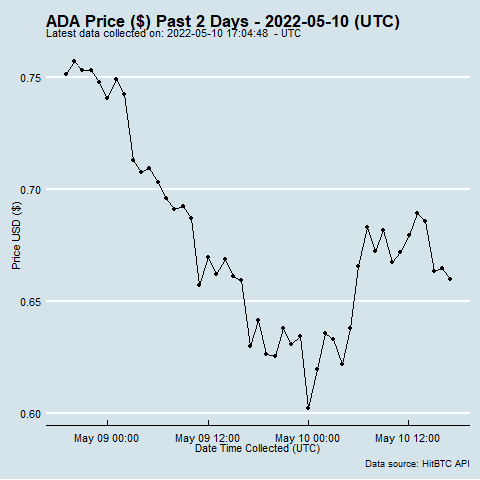 ADA Price ($) Past 2 Days - 2022-05-10 (UTC)
Latest data collected on: 2022-05-10 17:04:48 - UTC
0.75
0.70
0.65
0.60
Price USD ($)
May 09 00:00
May 09 12:00
May 10 00:00
May 10 12:00
Date Time Collected (UTC)
Data source: HitBTC API